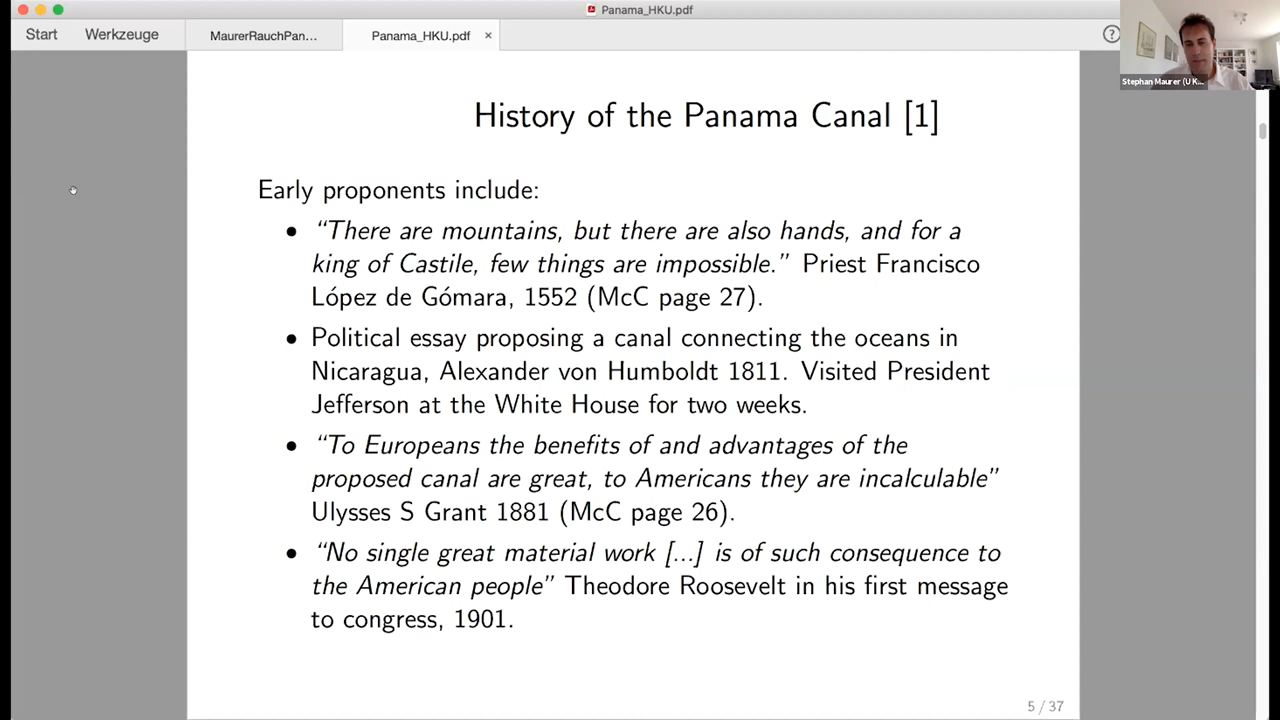 Panama_HKU.pdf
Start
Werkzeuge
MaurerRauchPan...
Panama_HKU.pdf
Stephan Maurer (U K...
History of the Panama Canal [1]
Early proponents include:
• “There are mountains, but there are also hands, and for a
king of Castile, few things are impossible.” Priest Francisco
López de Gómara, 1552 (McC page 27).
• Political essay proposing a canal connecting the oceans in
Nicaragua, Alexander von Humboldt 1811. Visited President
Jefferson at the White House for two weeks.
• “To Europeans the benefits of and advantages of the
proposed canal are great, to Americans they are incalculable”
Ulysses S Grant 1881 (McC page 26).
• “No single great material work [...] is of such consequence to
the American people” Theodore Roosevelt in his first message
to congress, 1901.
5 / 37